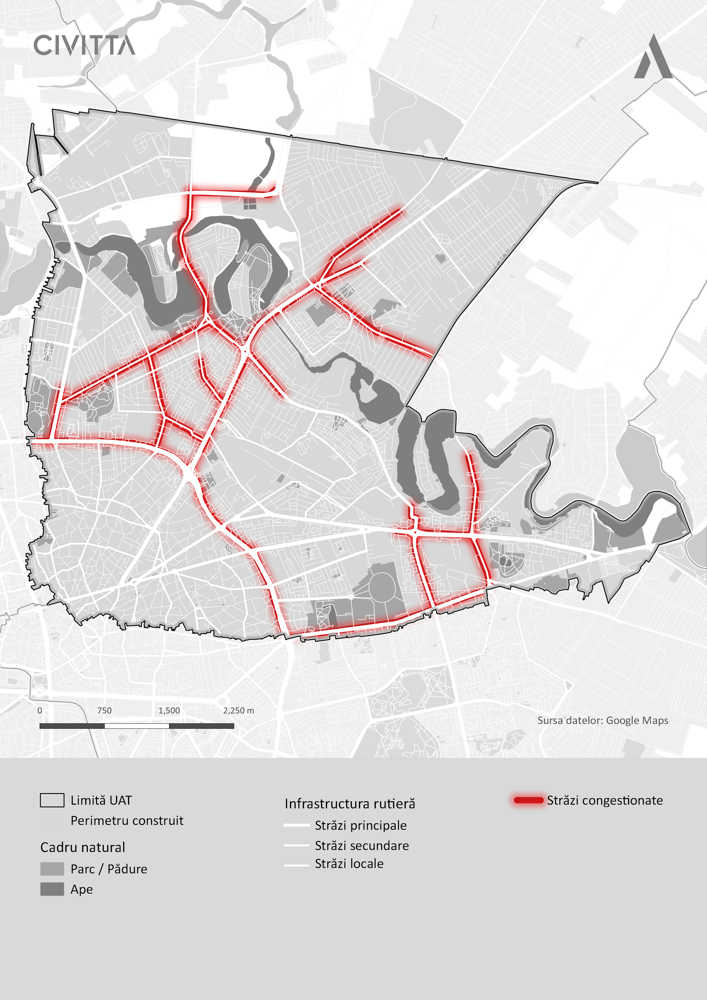 CIVITTA
0 750 1,500 2,250 m
Sursa datelor: Google Maps
Limită UAT
Perimetru construit
Cadru natural
Parc / Pădure
Ape
Infrastructura rutieră
Străzi principale
Străzi secundare
Străzi locale
Străzi congestionate